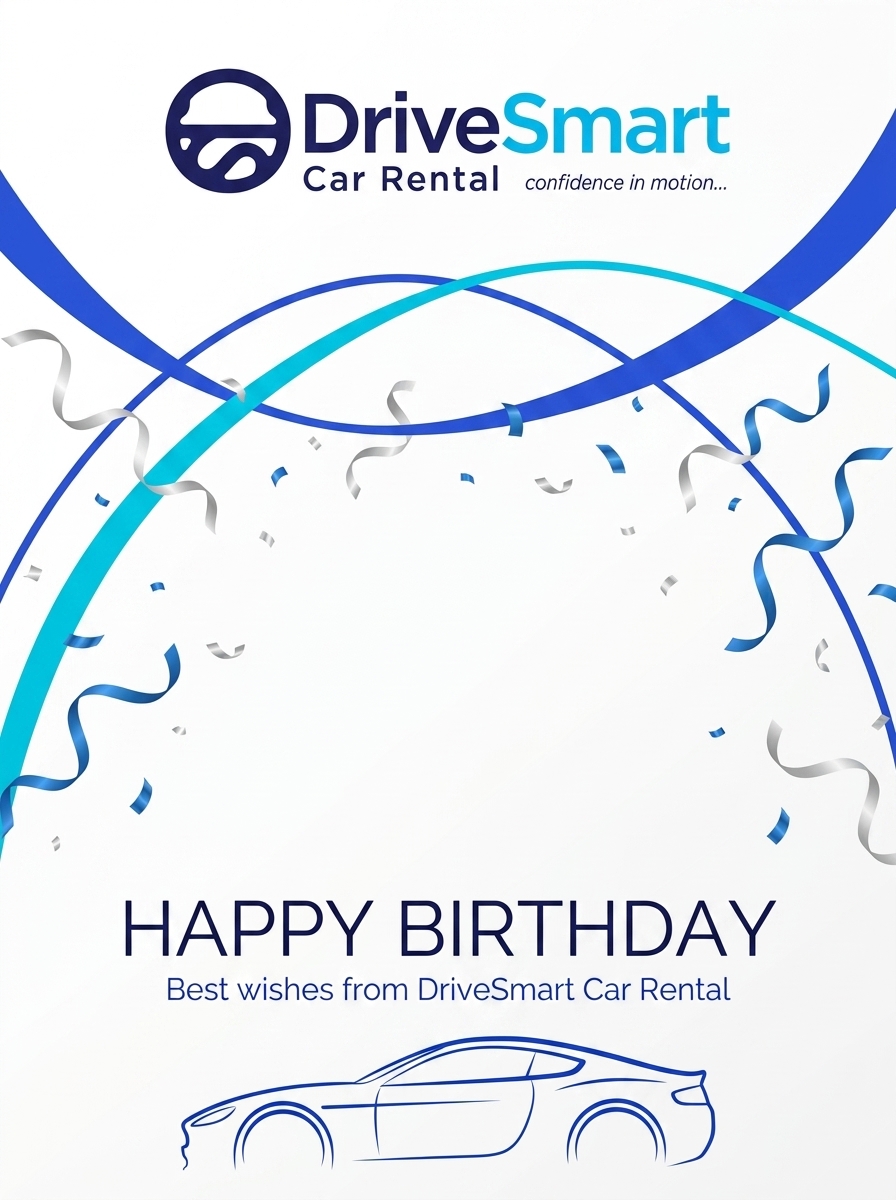 DriveSmart
Car Rental confidence in motion...
HAPPY BIRTHDAY
Best wishes from DriveSmart Car Rental